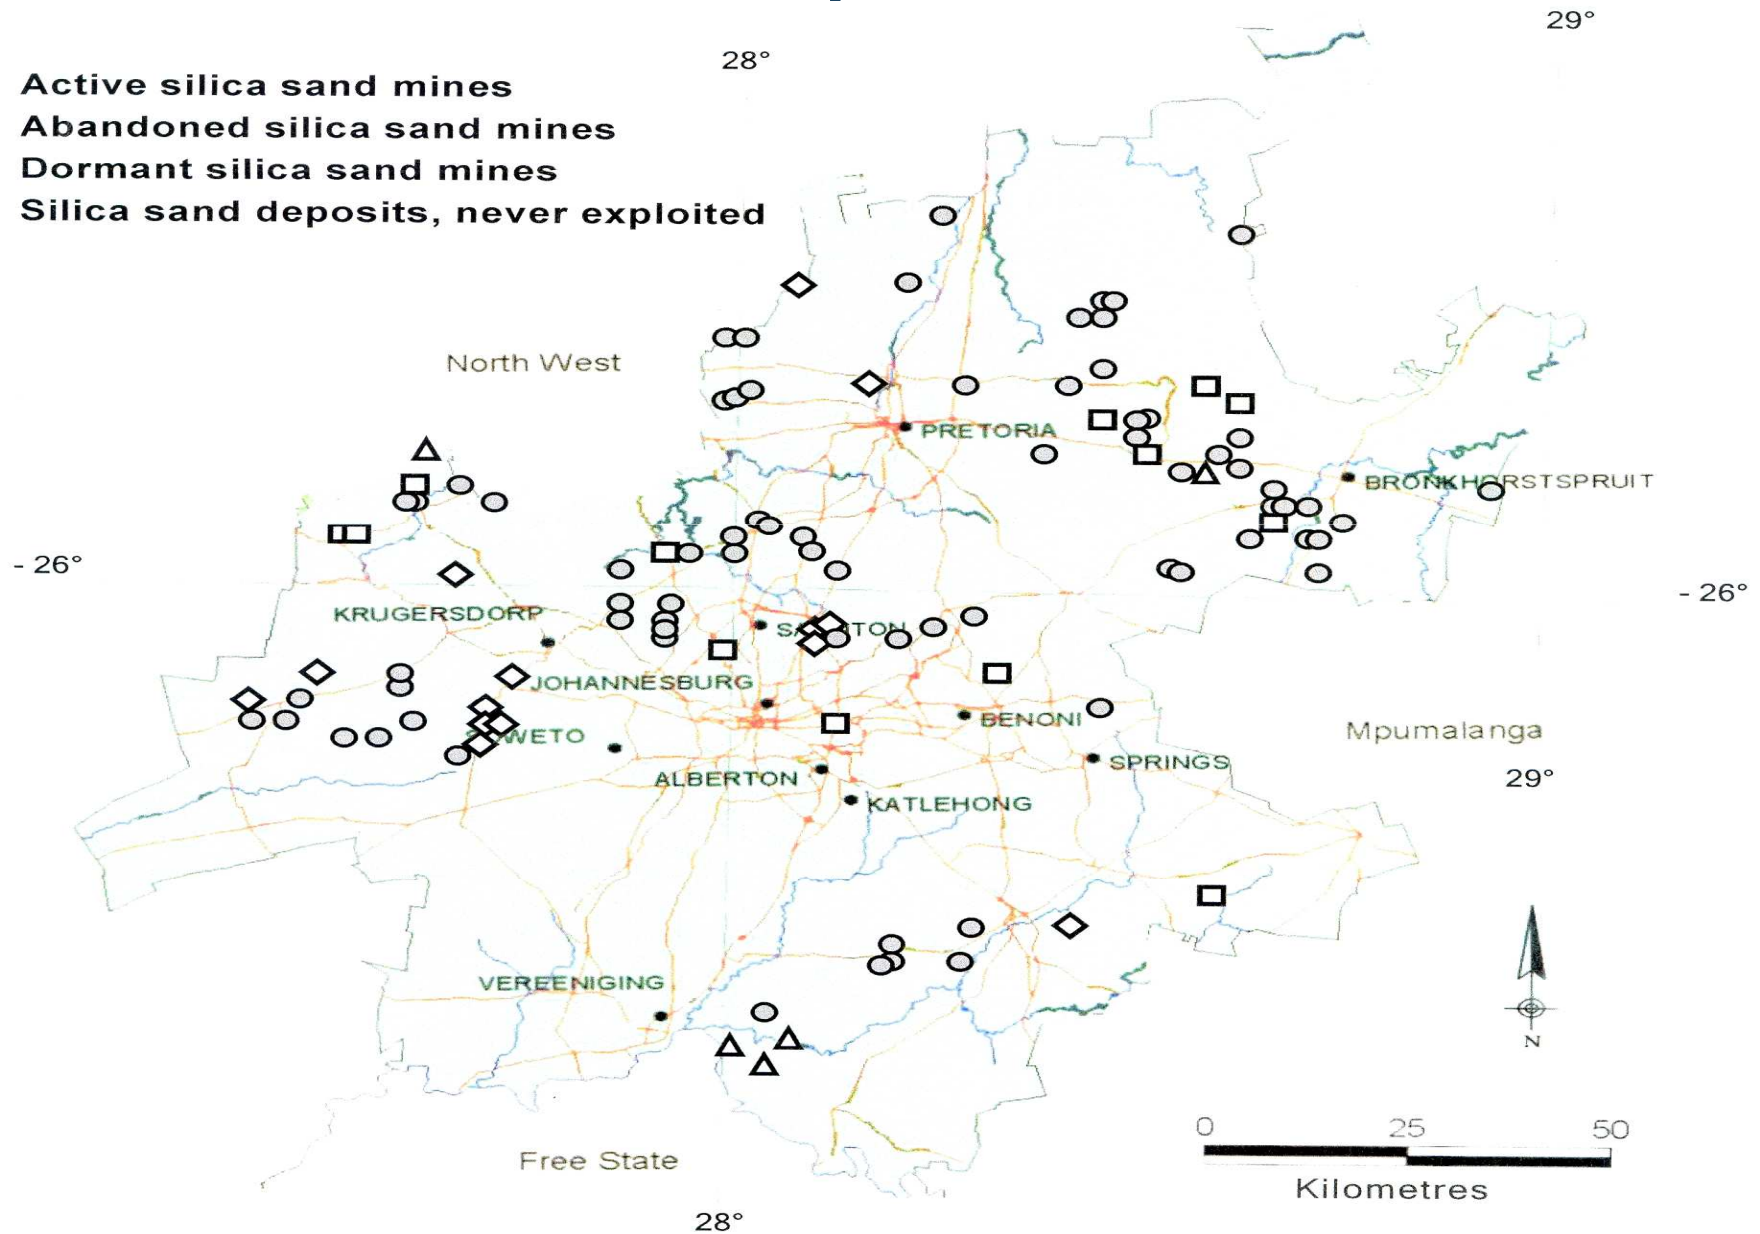 29°
28°
Active silica sand mines
Abandoned silica sand mines
Dormant silica sand mines
Silica sand deposits, never exploited
North West
PRETORIA
BRONKHORSTSPRUIT
- 26°
- 26°
KRUGERSDORP
SANDTON
JOHANNESBURG
BENONI
SOWETO
Mpumalanga
SPRINGS
ALBERTON
29°
KATLEHONG
VEREENIGING
N
0 25 50
Free State
Kilometres
28°